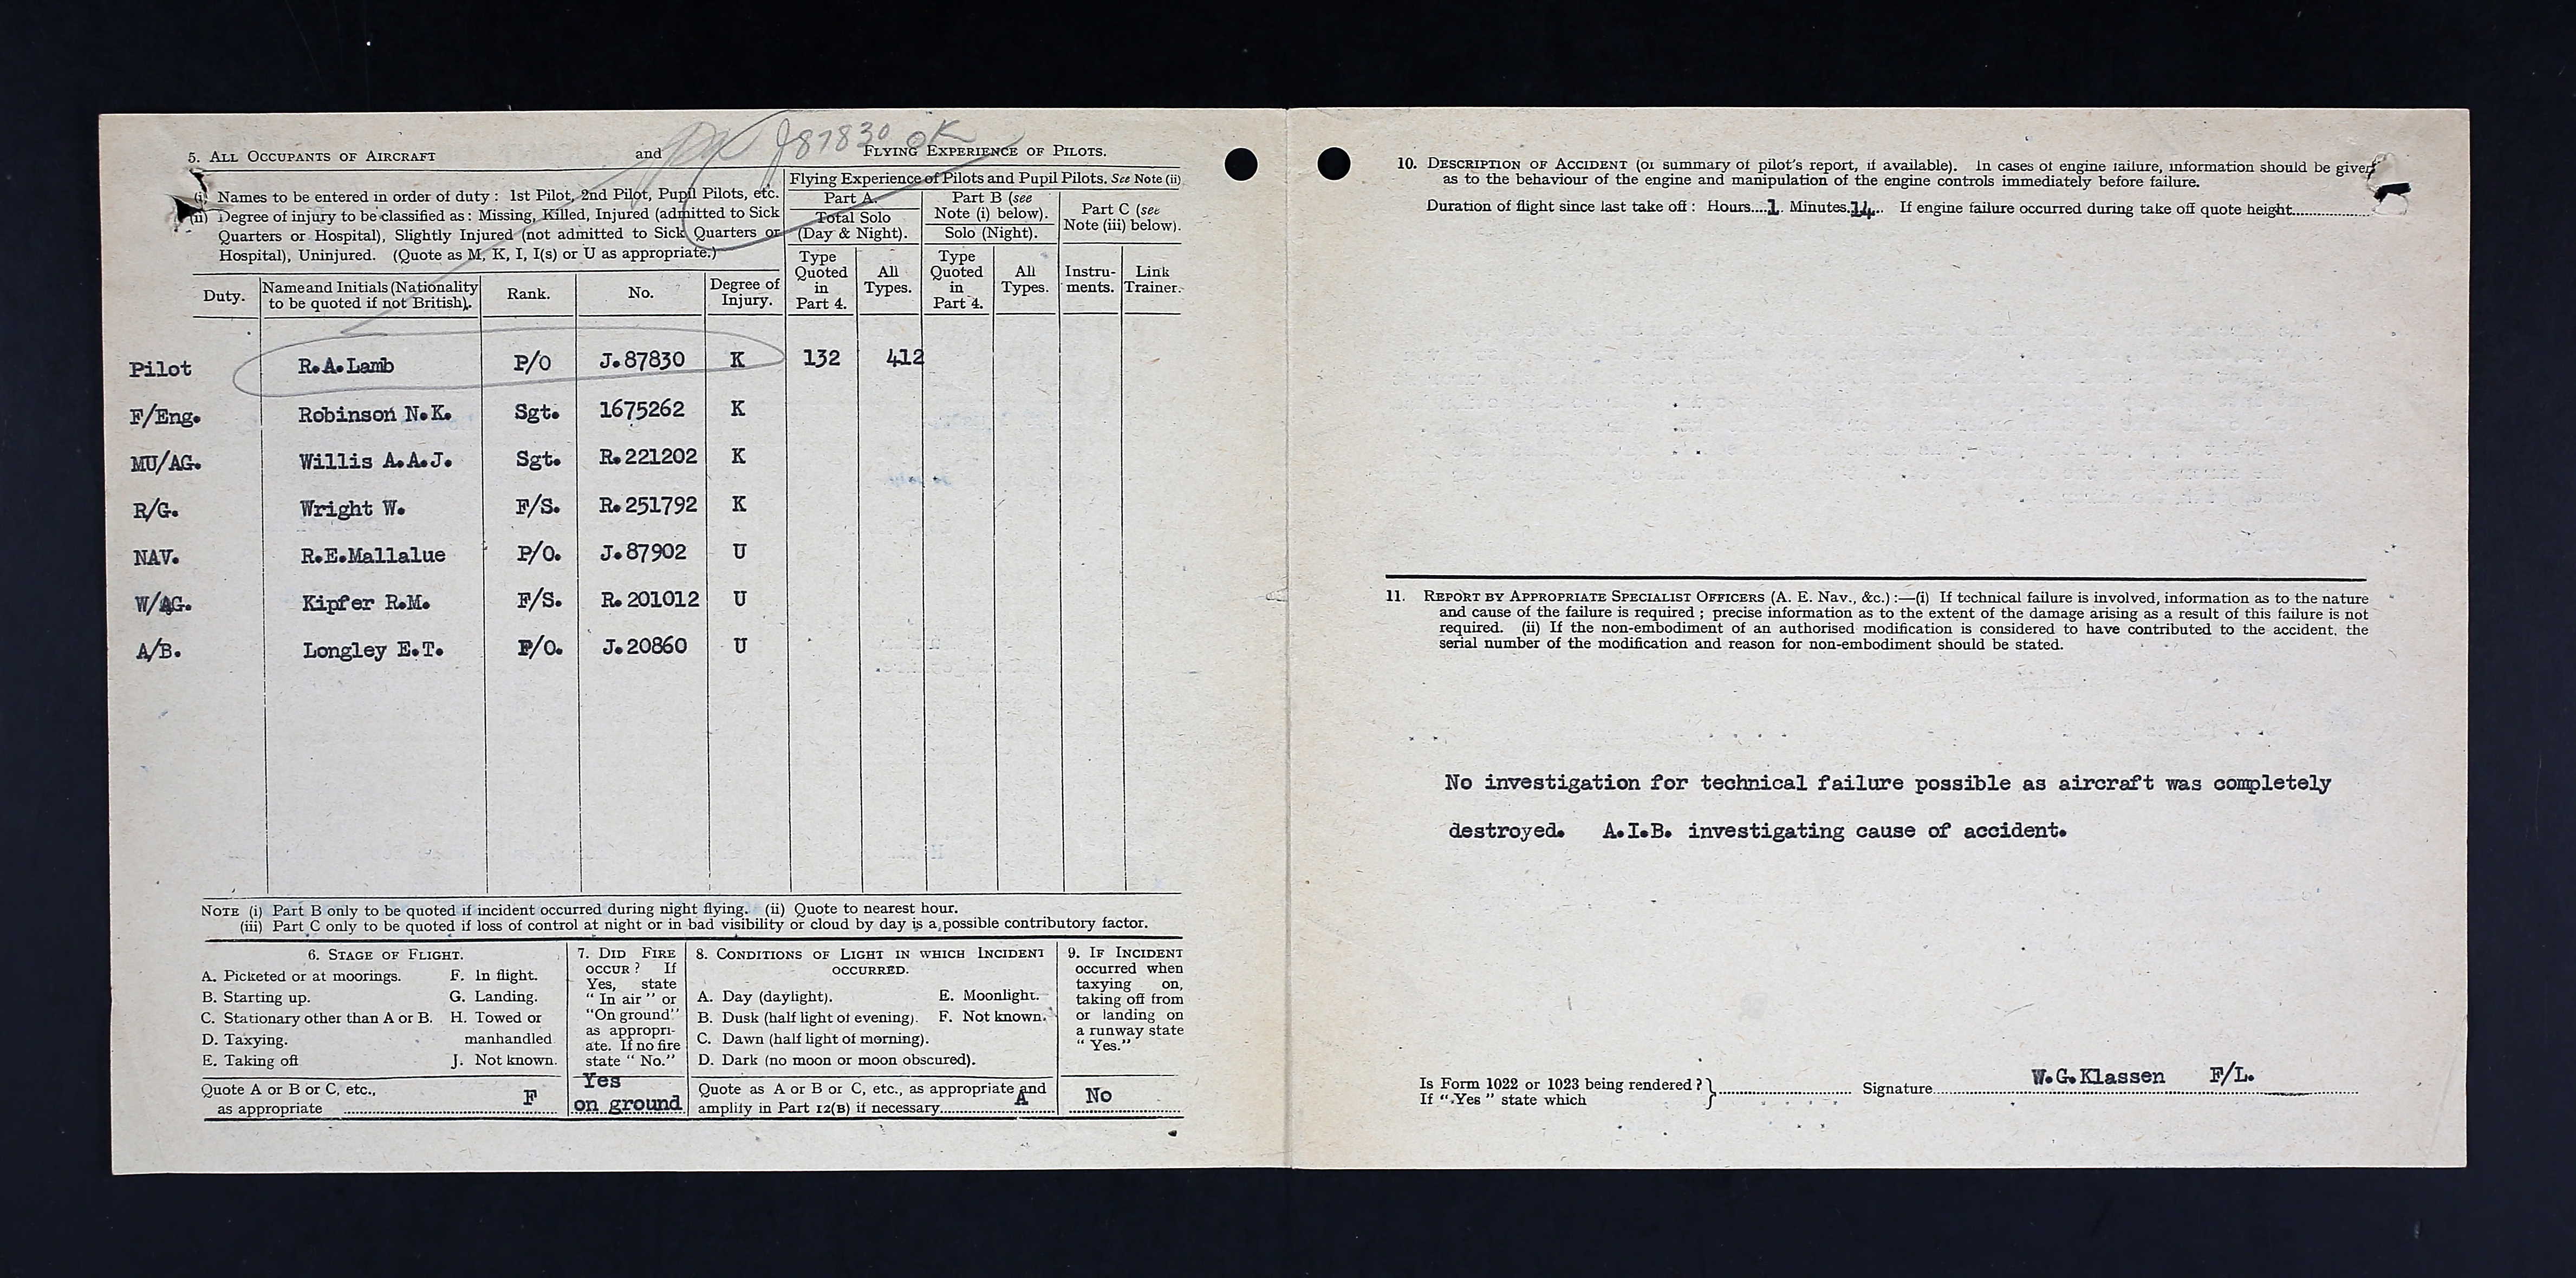 J87830 OK
5. ALL OCCUPANTS OF AIRCRAFT and FLYING EXPERIENCE OF PILOTS.
(i) Names to be entered in order of duty : 1st Pilot, 2nd Pilot, Pupil Pilots, etc.
(ii) Degree of injury to be classified as : Missing, Killed, Injured (admitted to Sick
Quarters or Hospital), Slightly Injured (not admitted to Sick Quarters or
Hospital), Uninjured. (Quote as M, K, I, I(s) or U as appropriate.)
Flying Experience of Pilots and Pupil Pilots. See Note (ii)
Part A.
Total Solo
(Day & Night).
Part B (see
Note (i) below).
Solo (Night).
Part C (see
Note (iii) below).
Duty.
Name and Initials (Nationality
to be quoted if not British).
Rank.
No.
Degree of
Injury.
Type
Quoted
in
Part 4.
All
Types.
Type
Quoted
in
Part 4.
All
Types.
Instru-
ments.
Link
Trainer.
Pilot R.A.Lamb P/O J.87830 K 132 412
F/Eng. Robinson N.K. Sgt. 1675262 K
MU/AG. Willis A.A.J. Sgt. R.221202 K
R/G. Wright W. F/S. R.251792 K
NAV. R.E.Mallalue P/O. J.87902 U
W/AG. Kipfer R.M. F/S. R.201012 U
A/B. Longley E.T. P/O. J.20860 U
NOTE (i) Part B only to be quoted if incident occurred during night flying. (ii) Quote to nearest hour.
(iii) Part C only to be quoted if loss of control at night or in bad visibility or cloud by day is a possible contributory factor.
6. STAGE OF FLIGHT.
A. Picketed or at moorings. F. In flight.
B. Starting up. G. Landing.
C. Stationary other than A or B. H. Towed or
D. Taxying. manhandled
E. Taking off J. Not known.
Quote A or B or C, etc.,
as appropriate F
7. DID FIRE
OCCUR ? If
Yes, state
" In air " or
"On ground"
as appropri-
ate. If no fire
state " No."
Yes
on ground
8. CONDITIONS OF LIGHT IN WHICH INCIDENT
OCCURRED.
A. Day (daylight). E. Moonlight.
B. Dusk (half light of evening). F. Not known.
C. Dawn (half light of morning).
D. Dark (no moon or moon obscured).
Quote as A or B or C, etc., as appropriate and
amplify in Part 12(B) if necessary. A
9. IF INCIDENT
occurred when
taxying on,
taking off from
or landing on
a runway state
" Yes."
No
10. DESCRIPTION OF ACCIDENT (or summary of pilot's report, if available). In cases of engine failure, information should be given
as to the behaviour of the engine and manipulation of the engine controls immediately before failure.
Duration of flight since last take off : Hours....1. Minutes.14.. If engine failure occurred during take off quote height
11. REPORT BY APPROPRIATE SPECIALIST OFFICERS (A. E. Nav., &c.) :—(i) If technical failure is involved, information as to the nature
and cause of the failure is required ; precise information as to the extent of the damage arising as a result of this failure is not
required. (ii) If the non-embodiment of an authorised modification is considered to have contributed to the accident, the
serial number of the modification and reason for non-embodiment should be stated.
No investigation for technical failure possible as aircraft was completely
destroyed. A.I.B. investigating cause of accident.
Is Form 1022 or 1023 being rendered ?
If " Yes " state which
Signature W.G.Klassen F/L.